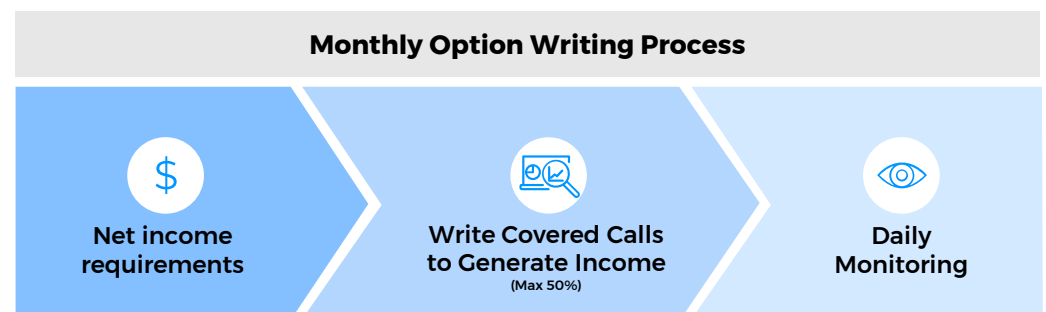 Monthly Option Writing Process
$
Net income
requirements
Write Covered Calls
to Generate Income
(Max 50%)
Daily
Monitoring